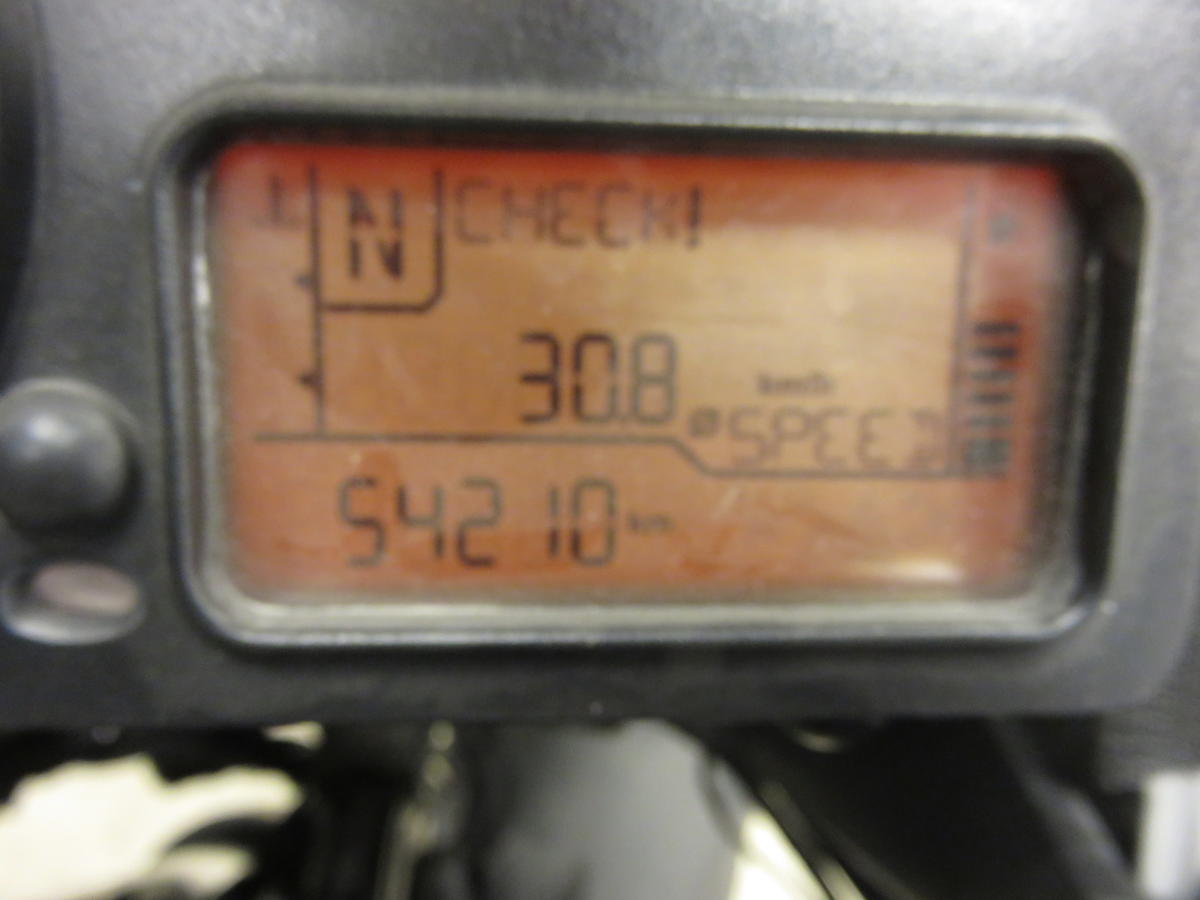 N CHECK!
30.8 km/h
ø SPEED
54210 km